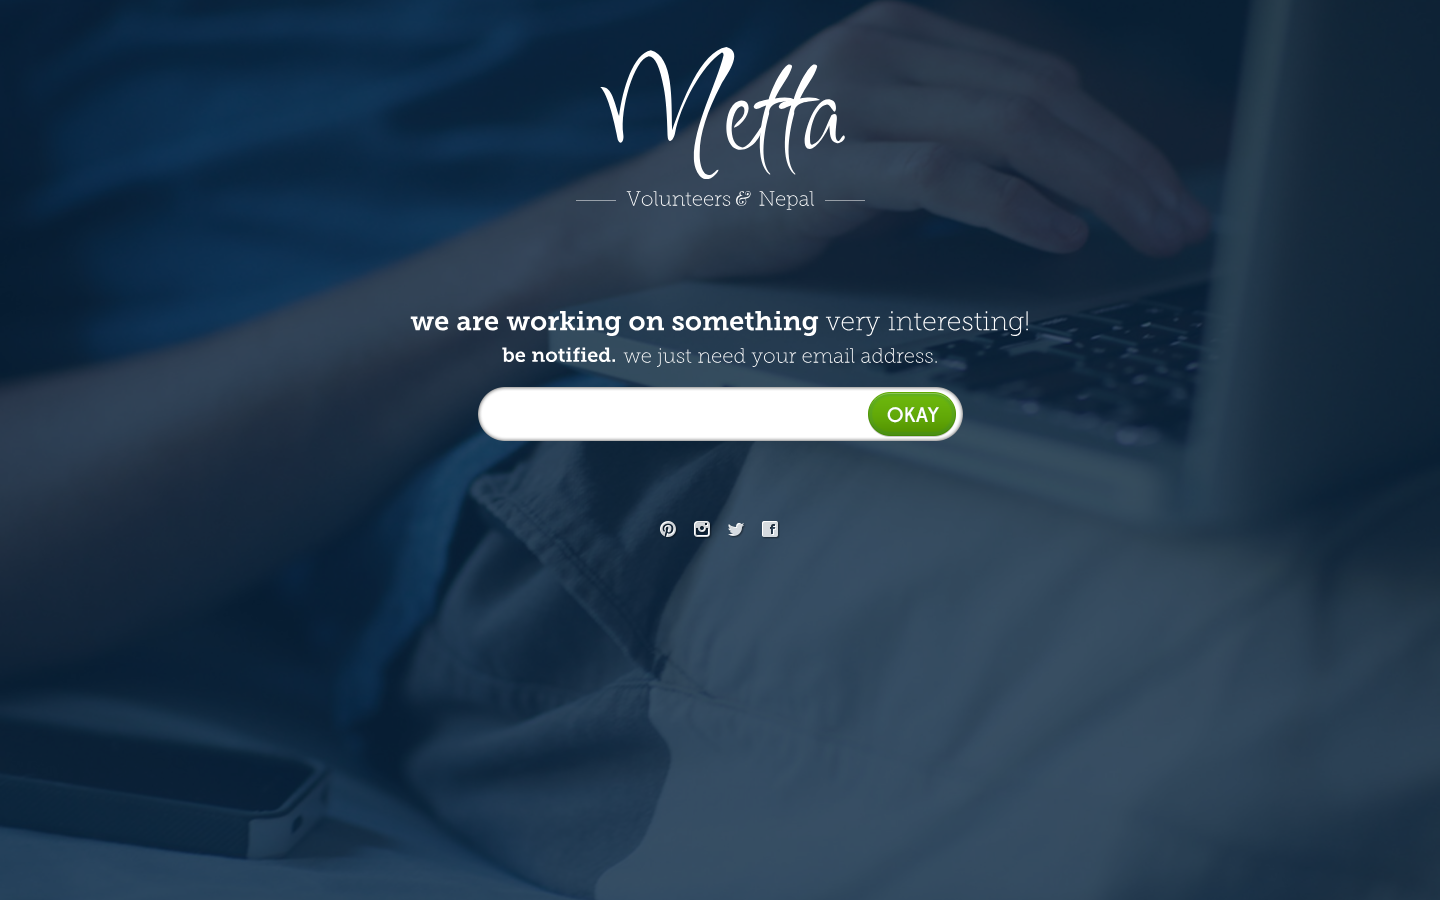 Metta
Volunteers & Nepal
we are working on something very interesting!
be notified. we just need your email address.
OKAY